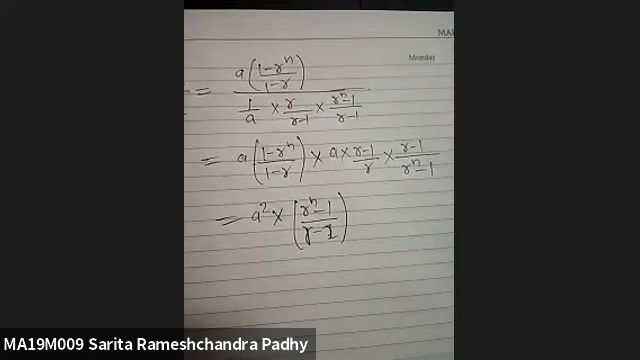 MA
Monday
= a((1-r^n)/(1-r)) / (1/a × r/(r-1) × (r^n-1)/(r-1))
= a((1-r^n)/(1-r)) × a × (r-1)/r × (r-1)/(r^n-1)
= a^2 × ((r^n-1)/(r-1))
MA19M009 Sarita Rameshchandra Padhy